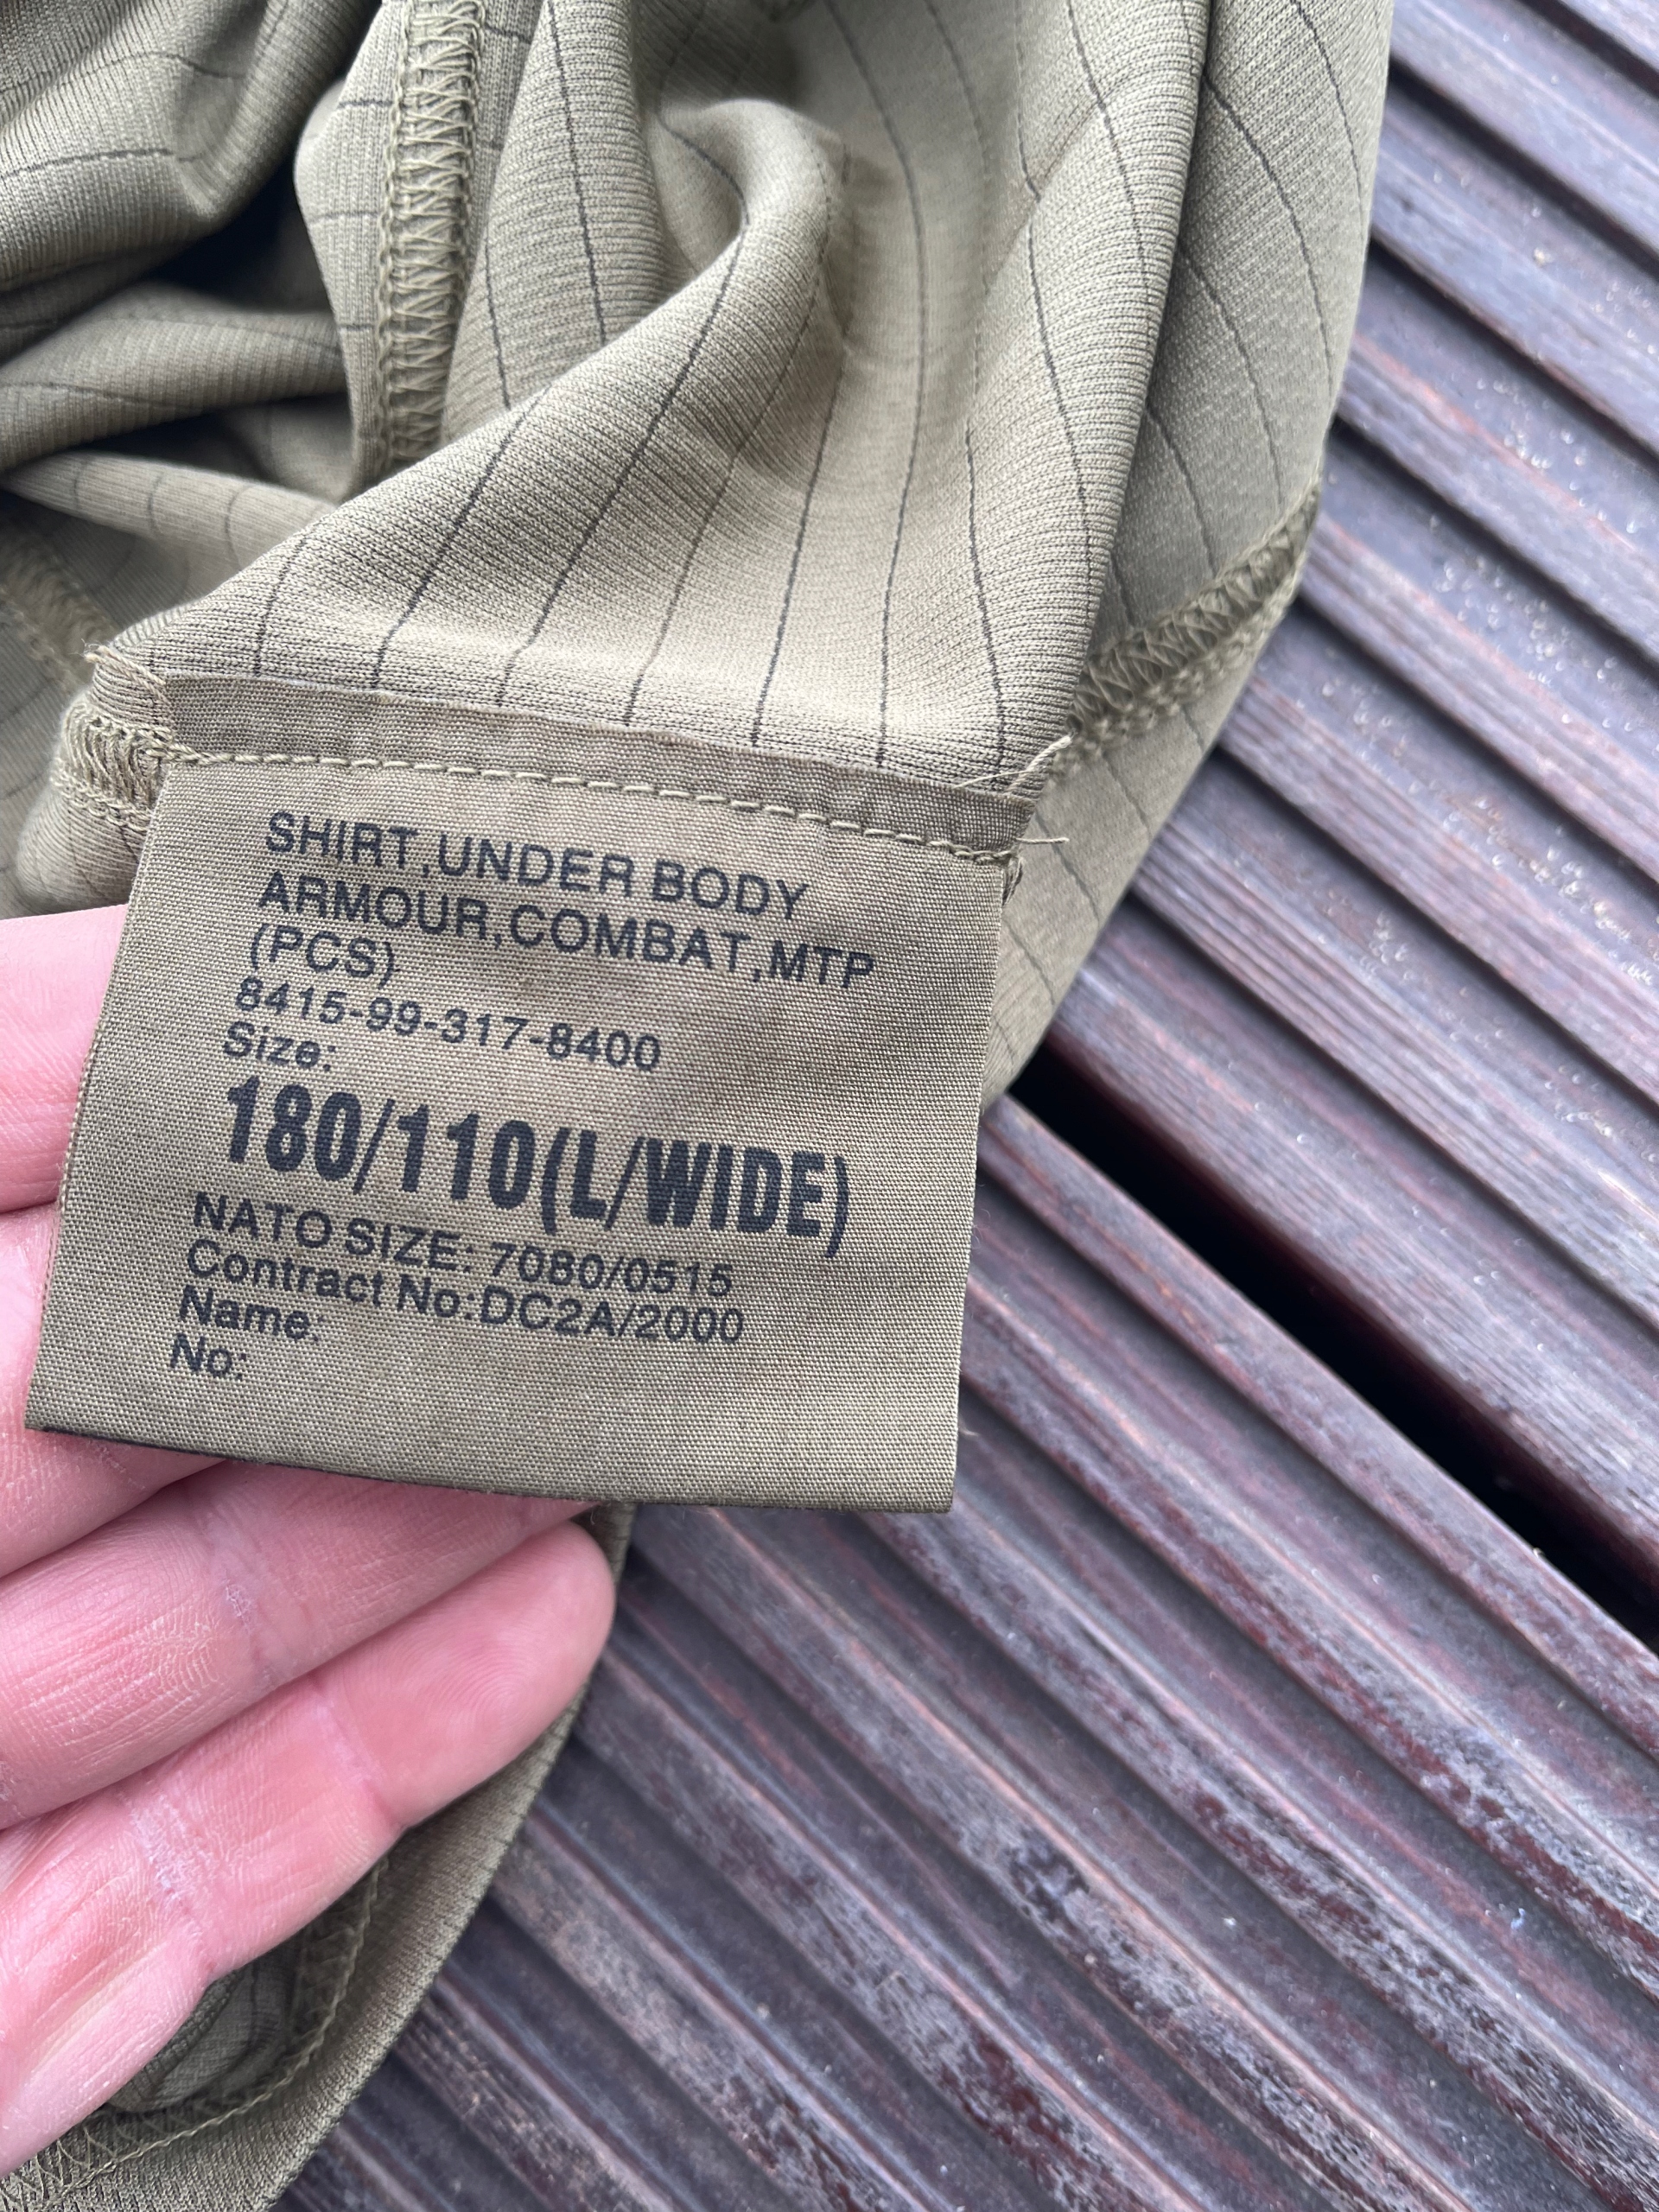 SHIRT,UNDER BODY
ARMOUR,COMBAT,MTP
(PCS)
8415-99-317-8400
Size:
180/110(L/WIDE)
NATO SIZE: 7080/0515
Contract No:DC2A/2000
Name:
No: